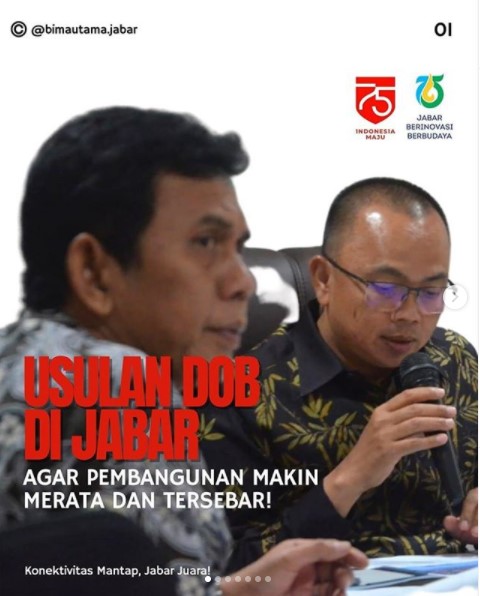 © @bimautama.jabar
01
75
INDONESIA
MAJU
75
JABAR
BERINOVASI
BERBUDAYA
USULAN DOB
DI JABAR
AGAR PEMBANGUNAN MAKIN
MERATA DAN TERSEBAR!
Konektivitas Mantap, Jabar Juara!